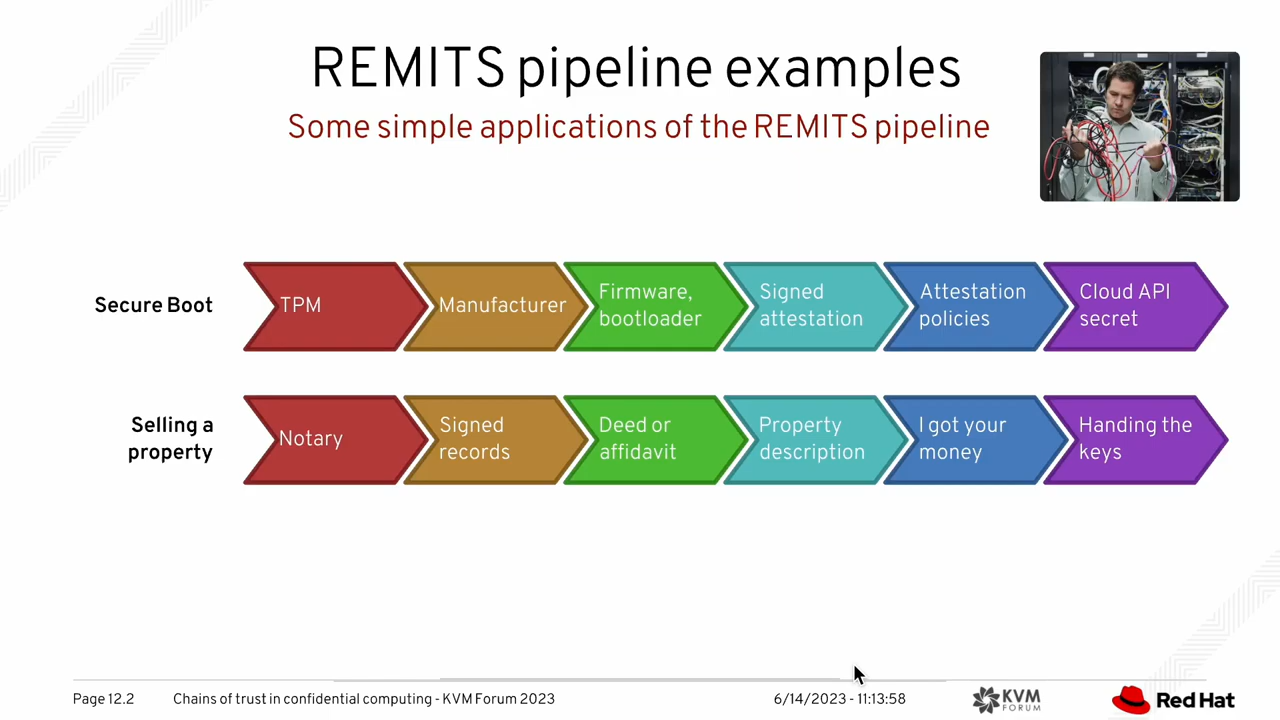 REMITS pipeline examples
Some simple applications of the REMITS pipeline
Secure Boot
TPM
Manufacturer
Firmware,
bootloader
Signed
attestation
Attestation
policies
Cloud API
secret
Selling a
property
Notary
Signed
records
Deed or
affidavit
Property
description
I got your
money
Handing the
keys
Page 12.2
Chains of trust in confidential computing - KVM Forum 2023
6/14/2023 - 11:13:58
KVM
FORUM
Red Hat